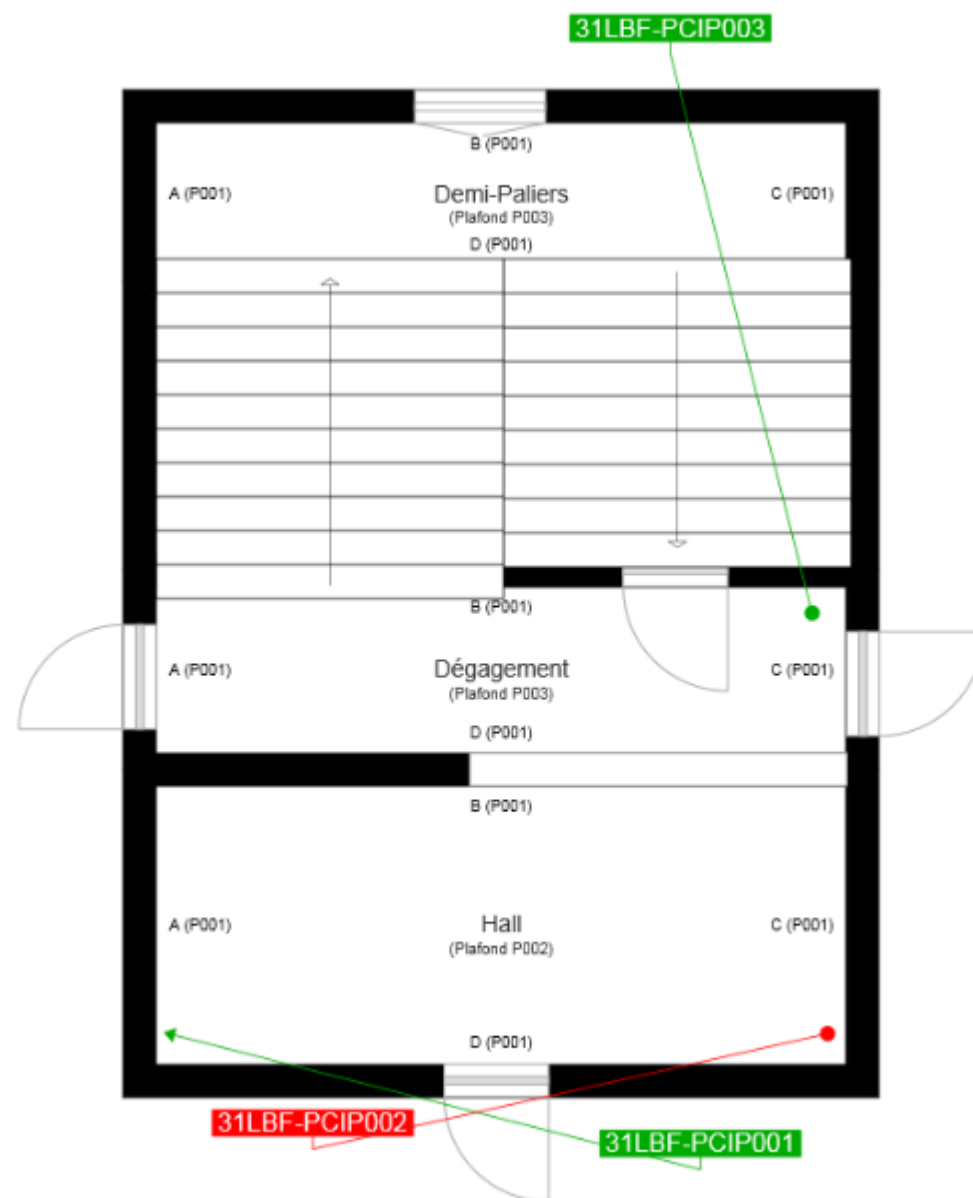 31LBF-PCIP003
B (P001)
A (P001)
Demi-Paliers
C (P001)
(Plafond P003)
D (P001)
B (P001)
A (P001)
Dégagement
C (P001)
(Plafond P003)
D (P001)
B (P001)
A (P001)
Hall
C (P001)
(Plafond P002)
D (P001)
31LBF-PCIP002
31LBF-PCIP001